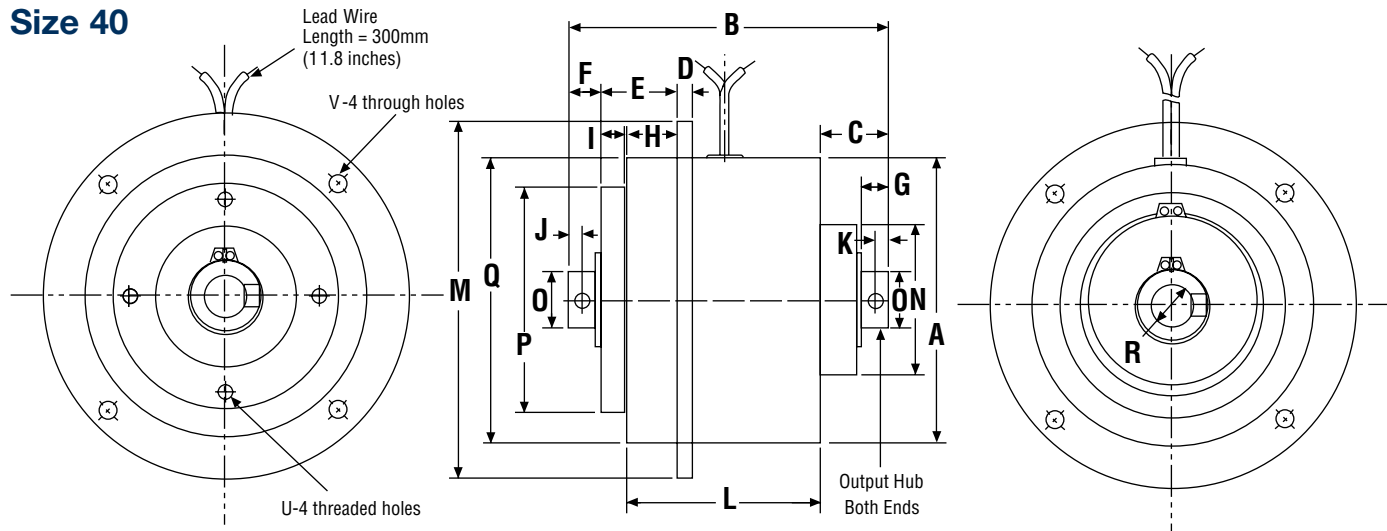 Size 40
Lead Wire
Length = 300mm
(11.8 inches)
V-4 through holes
U-4 threaded holes
B
F
E
D
I
H
C
G
J
K
M
Q
O
P
O
N
A
L
Output Hub
Both Ends
R